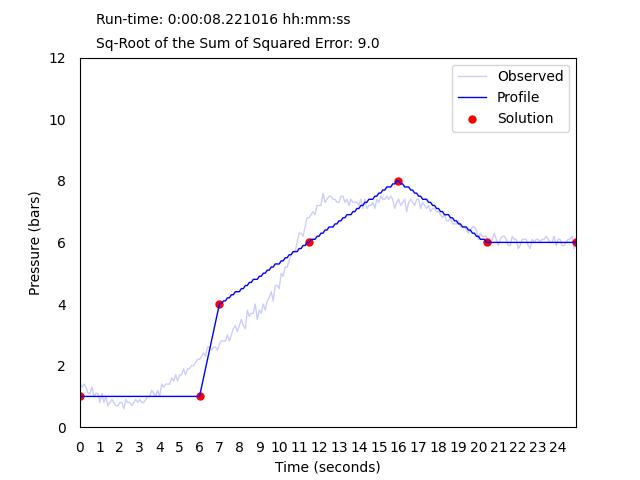 Run-time: 0:00:08.221016 hh:mm:ss
Sq-Root of the Sum of Squared Error: 9.0
Observed
Profile
Solution
12
10
8
6
4
2
0
Pressure (bars)
0 1 2 3 4 5 6 7 8 9 10 11 12 13 14 15 16 17 18 19 20 21 22 23 24
Time (seconds)